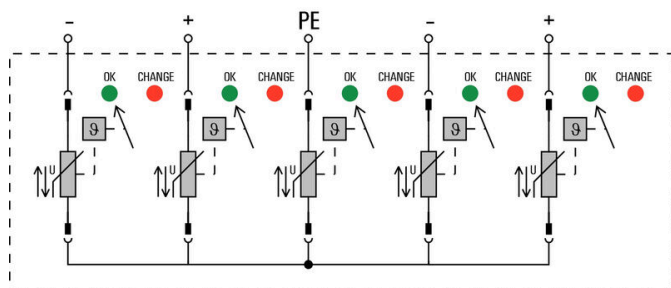 - + PE - +
OK CHANGE OK CHANGE OK CHANGE OK CHANGE OK CHANGE
ϑ ϑ ϑ ϑ ϑ
U U U U U